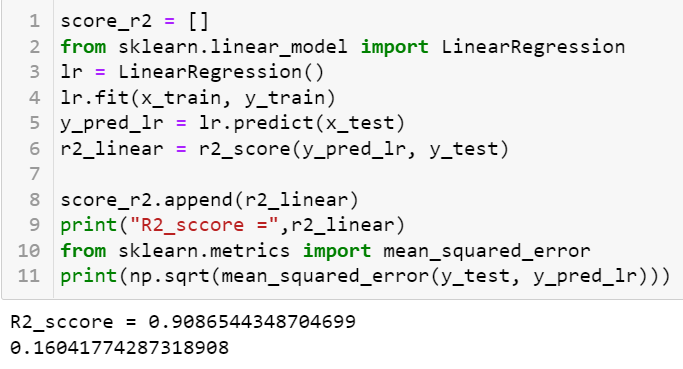 1 score_r2 = []
2 from sklearn.linear_model import LinearRegression
3 lr = LinearRegression()
4 lr.fit(x_train, y_train)
5 y_pred_lr = lr.predict(x_test)
6 r2_linear = r2_score(y_pred_lr, y_test)
7
8 score_r2.append(r2_linear)
9 print("R2_sccore =",r2_linear)
10 from sklearn.metrics import mean_squared_error
11 print(np.sqrt(mean_squared_error(y_test, y_pred_lr)))
R2_sccore = 0.9086544348704699
0.16041774287318908